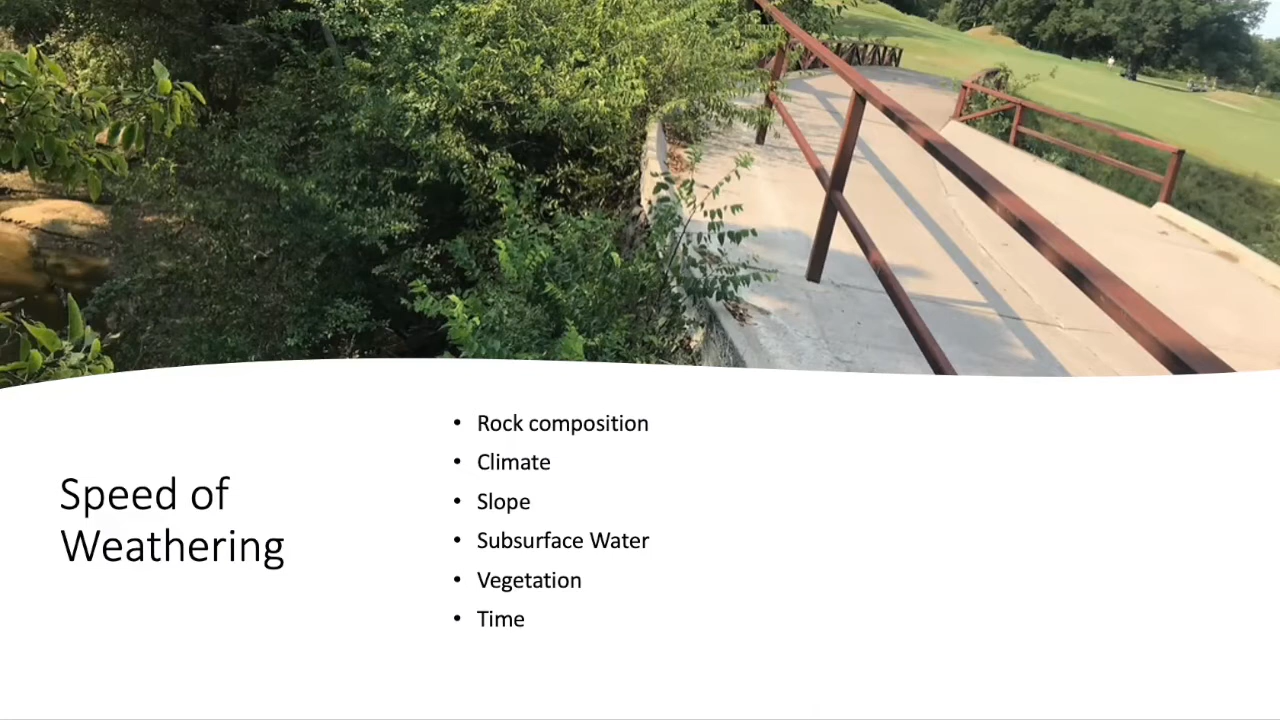 Speed of
Weathering
• Rock composition
• Climate
• Slope
• Subsurface Water
• Vegetation
• Time